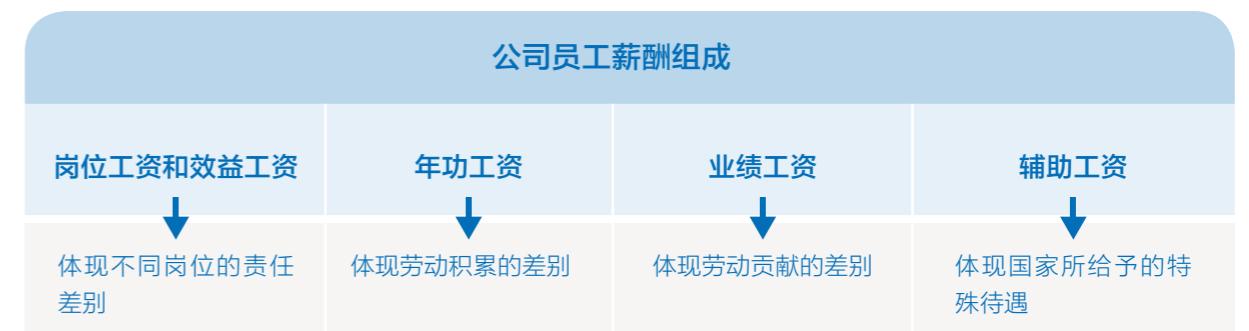 公司员工薪酬组成
岗位工资和效益工资
年功工资
业绩工资
辅助工资
体现不同岗位的责任
差别
体现劳动积累的差别
体现劳动贡献的差别
体现国家所给予的特
殊待遇